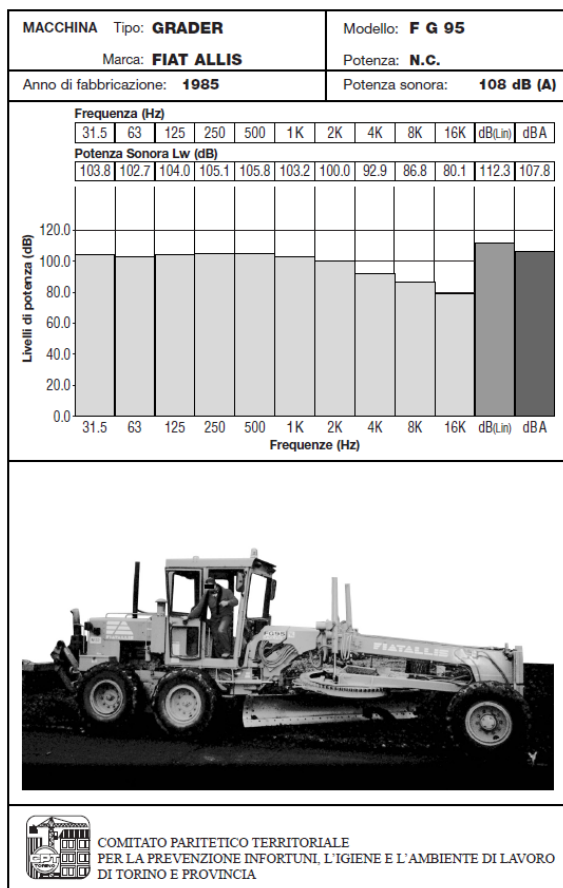 MACCHINA Tipo: GRADER
Modello: F G 95
Marca: FIAT ALLIS
Potenza: N.C.
Anno di fabbricazione: 1985
Potenza sonora: 108 dB (A)
Frequenza (Hz)
31.5 63 125 250 500 1K 2K 4K 8K 16K dB(Lin) dBA
Potenza Sonora Lw (dB)
103.8 102.7 104.0 105.1 105.8 103.2 100.0 92.9 86.8 80.1 112.3 107.8
Livelli di potenza (dB)
120.0
100.0
80.0
60.0
40.0
20.0
0.0
31.5 63 125 250 500 1K 2K 4K 8K 16K dB(Lin) dBA
Frequenze (Hz)
FG95
FIATALLIS
CPT
TORINO
COMITATO PARITETICO TERRITORIALE
PER LA PREVENZIONE INFORTUNI, L'IGIENE E L'AMBIENTE DI LAVORO
DI TORINO E PROVINCIA